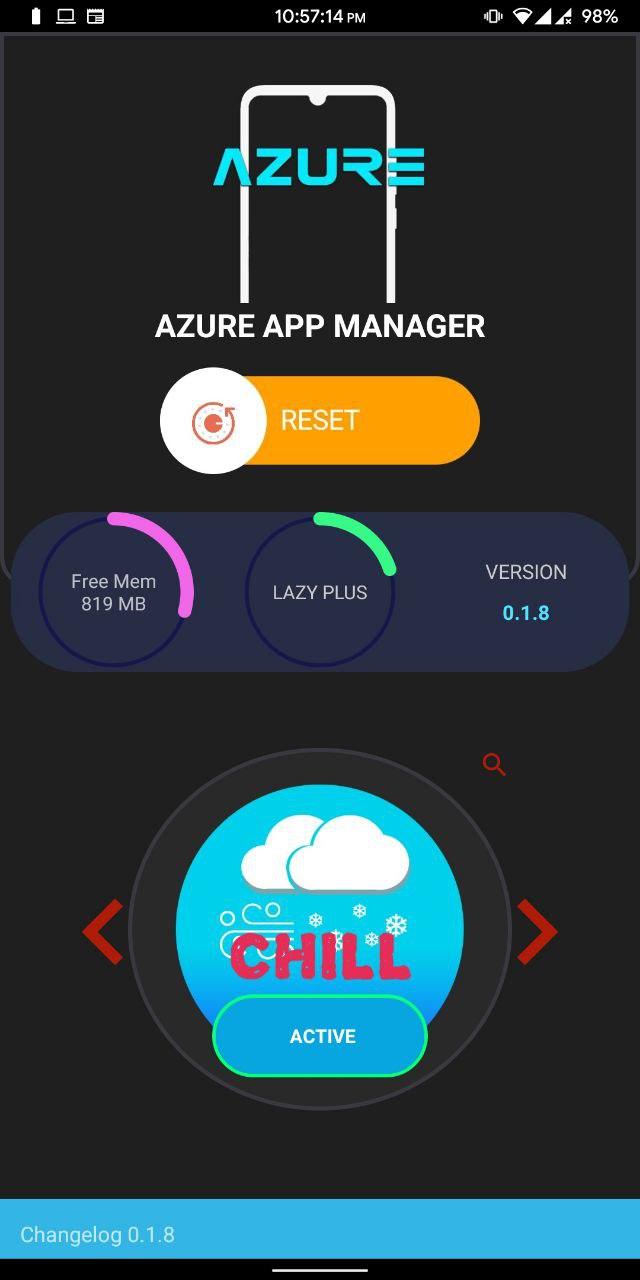 10:57:14 PM
98%
AZURE
AZURE APP MANAGER
RESET
Free Mem
819 MB
LAZY PLUS
VERSION
0.1.8
CHILL
ACTIVE
Changelog 0.1.8